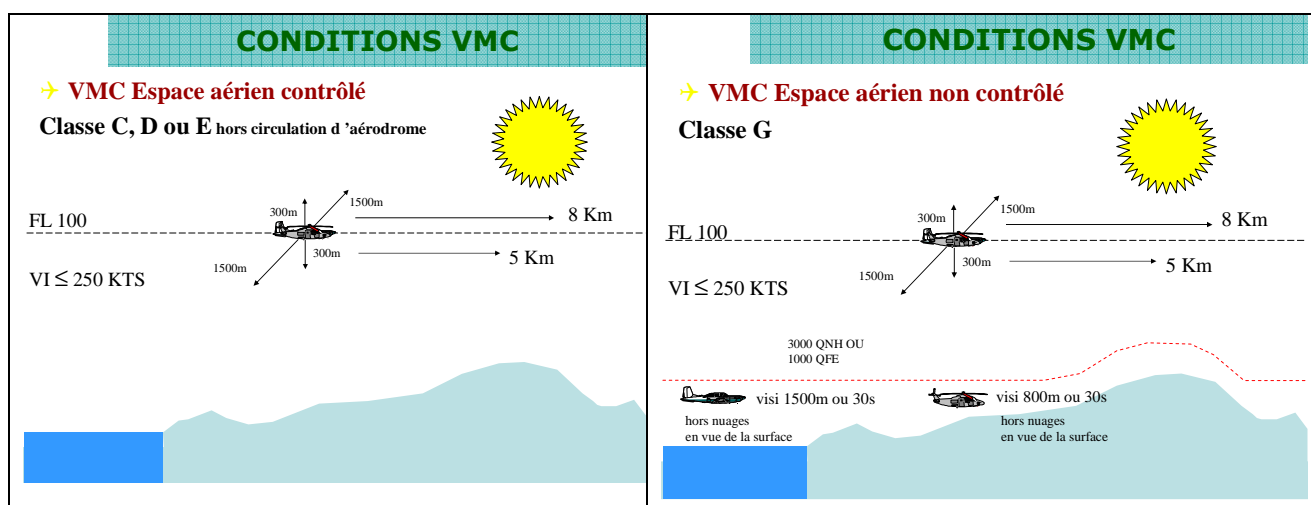 CONDITIONS VMC
VMC Espace aérien contrôlé
Classe C, D ou E hors circulation d ’aérodrome
300m
1500m
FL 100
8 Km
300m
5 Km
1500m
VI ≤ 250 KTS
CONDITIONS VMC
VMC Espace aérien non contrôlé
Classe G
300m
1500m
FL 100
8 Km
300m
5 Km
1500m
VI ≤ 250 KTS
3000 QNH OU
1000 QFE
visi 1500m ou 30s
hors nuages
en vue de la surface
visi 800m ou 30s
hors nuages
en vue de la surface